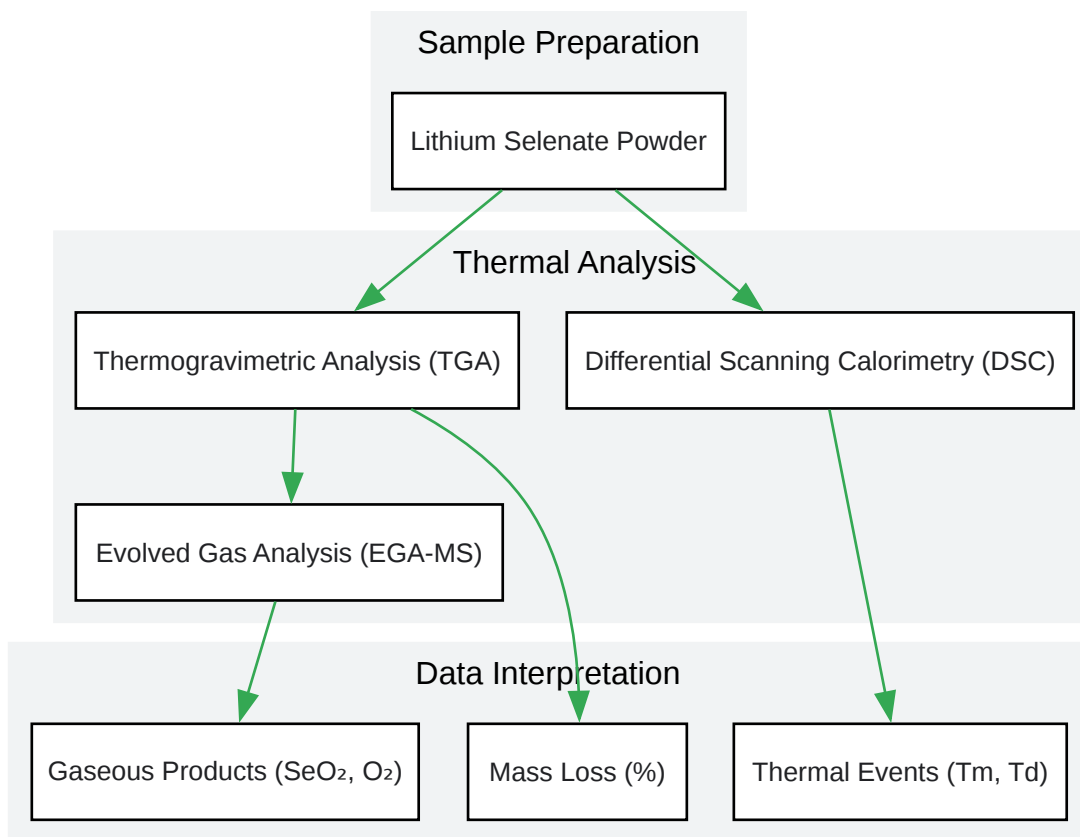 Sample Preparation
Lithium Selenate Powder
Thermal Analysis
Thermogravimetric Analysis (TGA)
Differential Scanning Calorimetry (DSC)
Evolved Gas Analysis (EGA-MS)
Data Interpretation
Gaseous Products (SeO₂, O₂)
Mass Loss (%)
Thermal Events (Tm, Td)